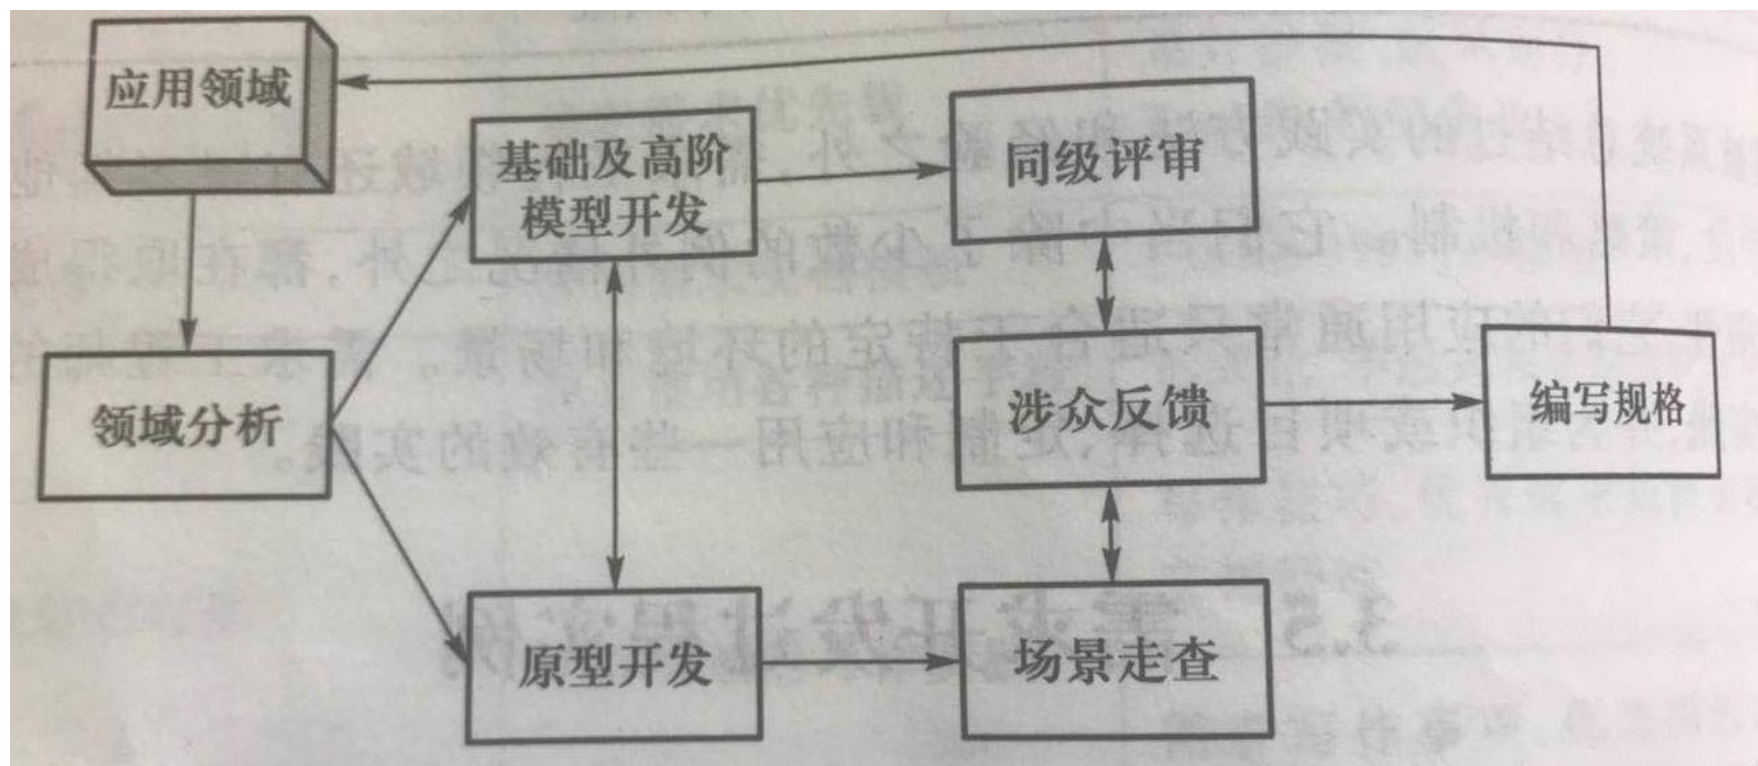 应用领域
基础及高阶
模型开发
同级评审
领域分析
涉众反馈
编写规格
原型开发
场景走查